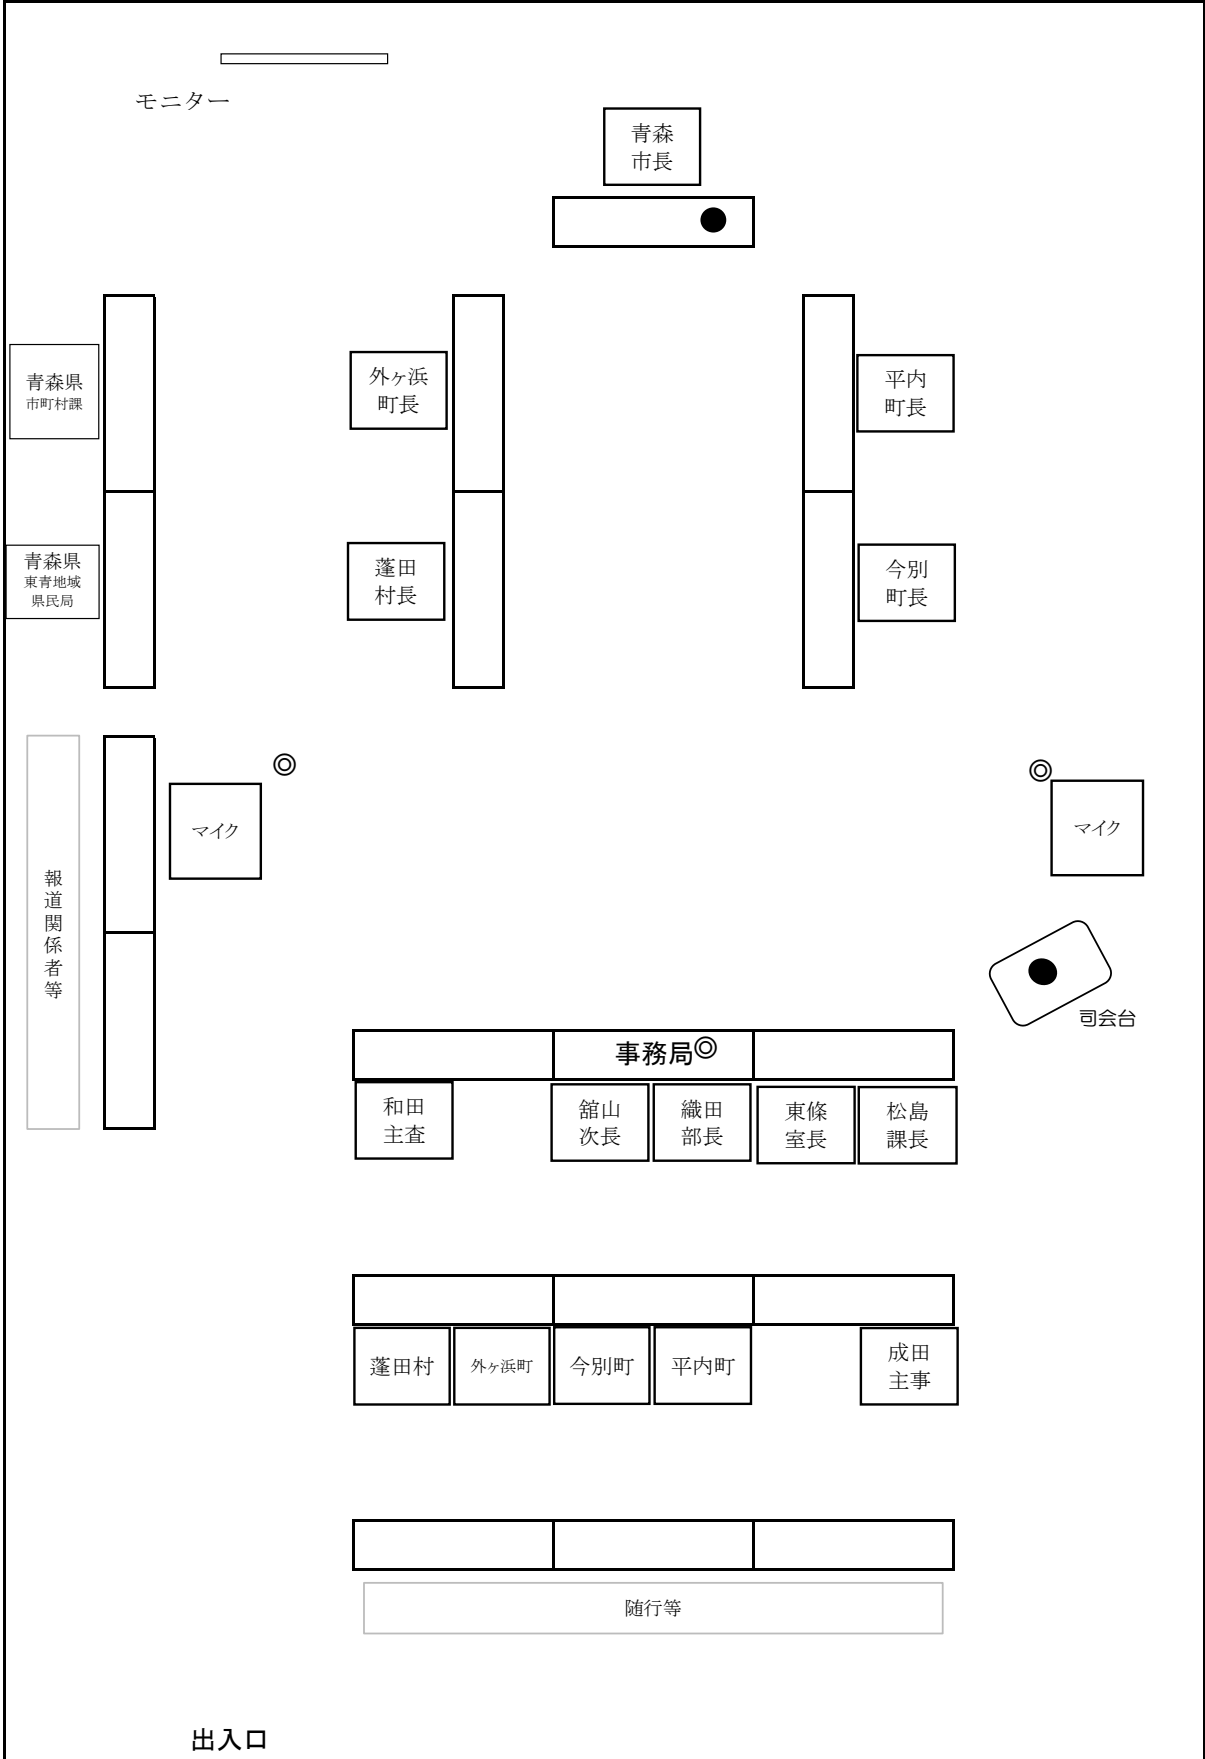 モニター
青森
市長
青森県
市町村課
外ヶ浜
町長
平内
町長
青森県
東青地域
県民局
蓬田
村長
今別
町長
マイク
マイク
報道関係者等
司会台
事務局
和田
主査
舘山
次長
織田
部長
東條
室長
松島
課長
蓬田村
外ヶ浜町
今別町
平内町
成田
主事
随行等
出入口